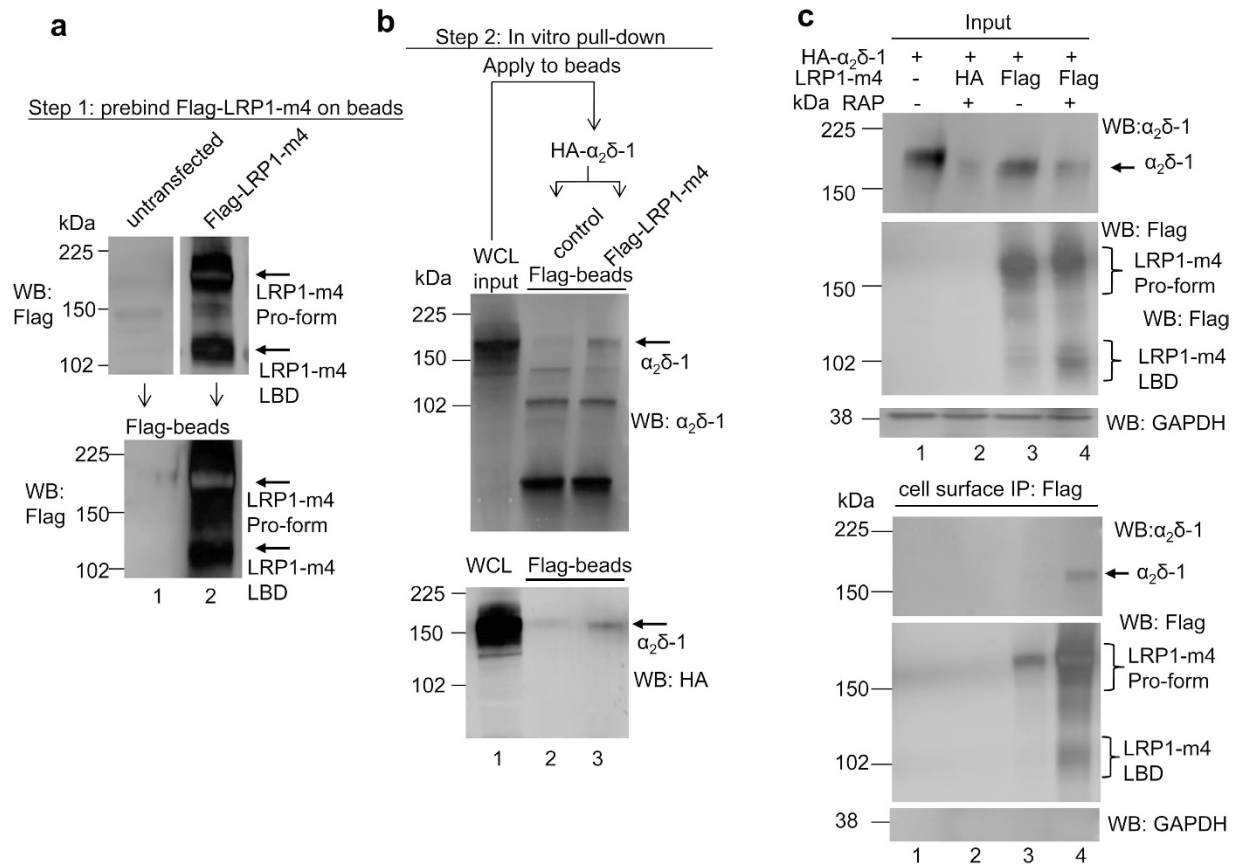 a
Step 1: prebind Flag-LRP1-m4 on beads
untransfected
Flag-LRP1-m4
kDa
225
150
102
WB:
Flag
LRP1-m4
Pro-form
LRP1-m4
LBD
Flag-beads
225
150
102
WB:
Flag
LRP1-m4
Pro-form
LRP1-m4
LBD
1 2
b
Step 2: In vitro pull-down
Apply to beads
HA-α₂δ-1
control
Flag-LRP1-m4
WCL
input
Flag-beads
kDa
225
150
102
α₂δ-1
WB: α₂δ-1
WCL Flag-beads
225
150
102
α₂δ-1
WB: HA
1 2 3
c
Input
HA-α₂δ-1 + + + +
LRP1-m4 - HA Flag Flag
kDa RAP - + - +
225
150
WB:α₂δ-1
α₂δ-1
WB: Flag
150
102
LRP1-m4
Pro-form
WB: Flag
LRP1-m4
LBD
38
WB: GAPDH
1 2 3 4
kDa
cell surface IP: Flag
225
150
WB:α₂δ-1
α₂δ-1
WB: Flag
150
102
LRP1-m4
Pro-form
LRP1-m4
LBD
38
WB: GAPDH
1 2 3 4